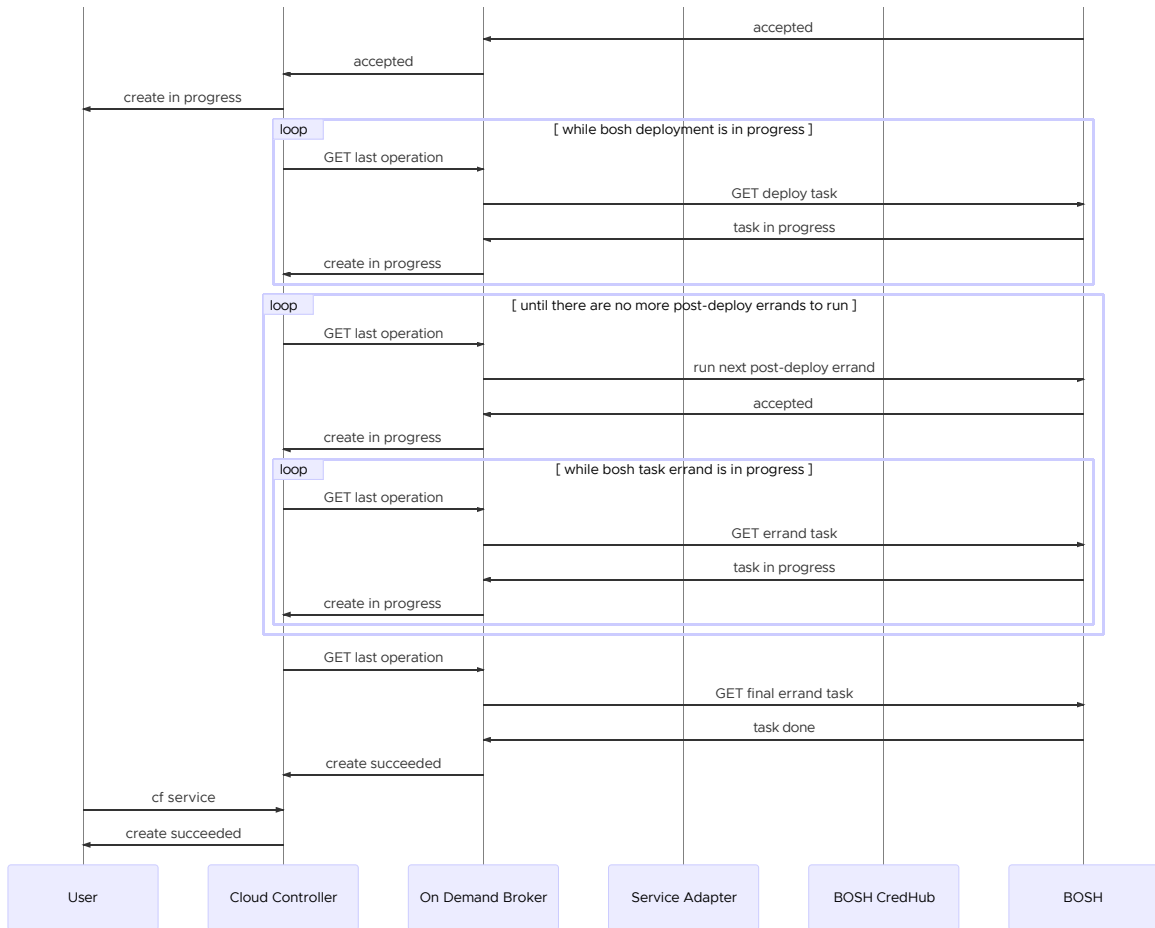 accepted
accepted
create in progress
loop
[ while bosh deployment is in progress ]
GET last operation
GET deploy task
task in progress
create in progress
loop
[ until there are no more post-deploy errands to run ]
GET last operation
run next post-deploy errand
accepted
create in progress
loop
[ while bosh task errand is in progress ]
GET last operation
GET errand task
task in progress
create in progress
GET last operation
GET final errand task
task done
create succeeded
cf service
create succeeded
User
Cloud Controller
On Demand Broker
Service Adapter
BOSH CredHub
BOSH